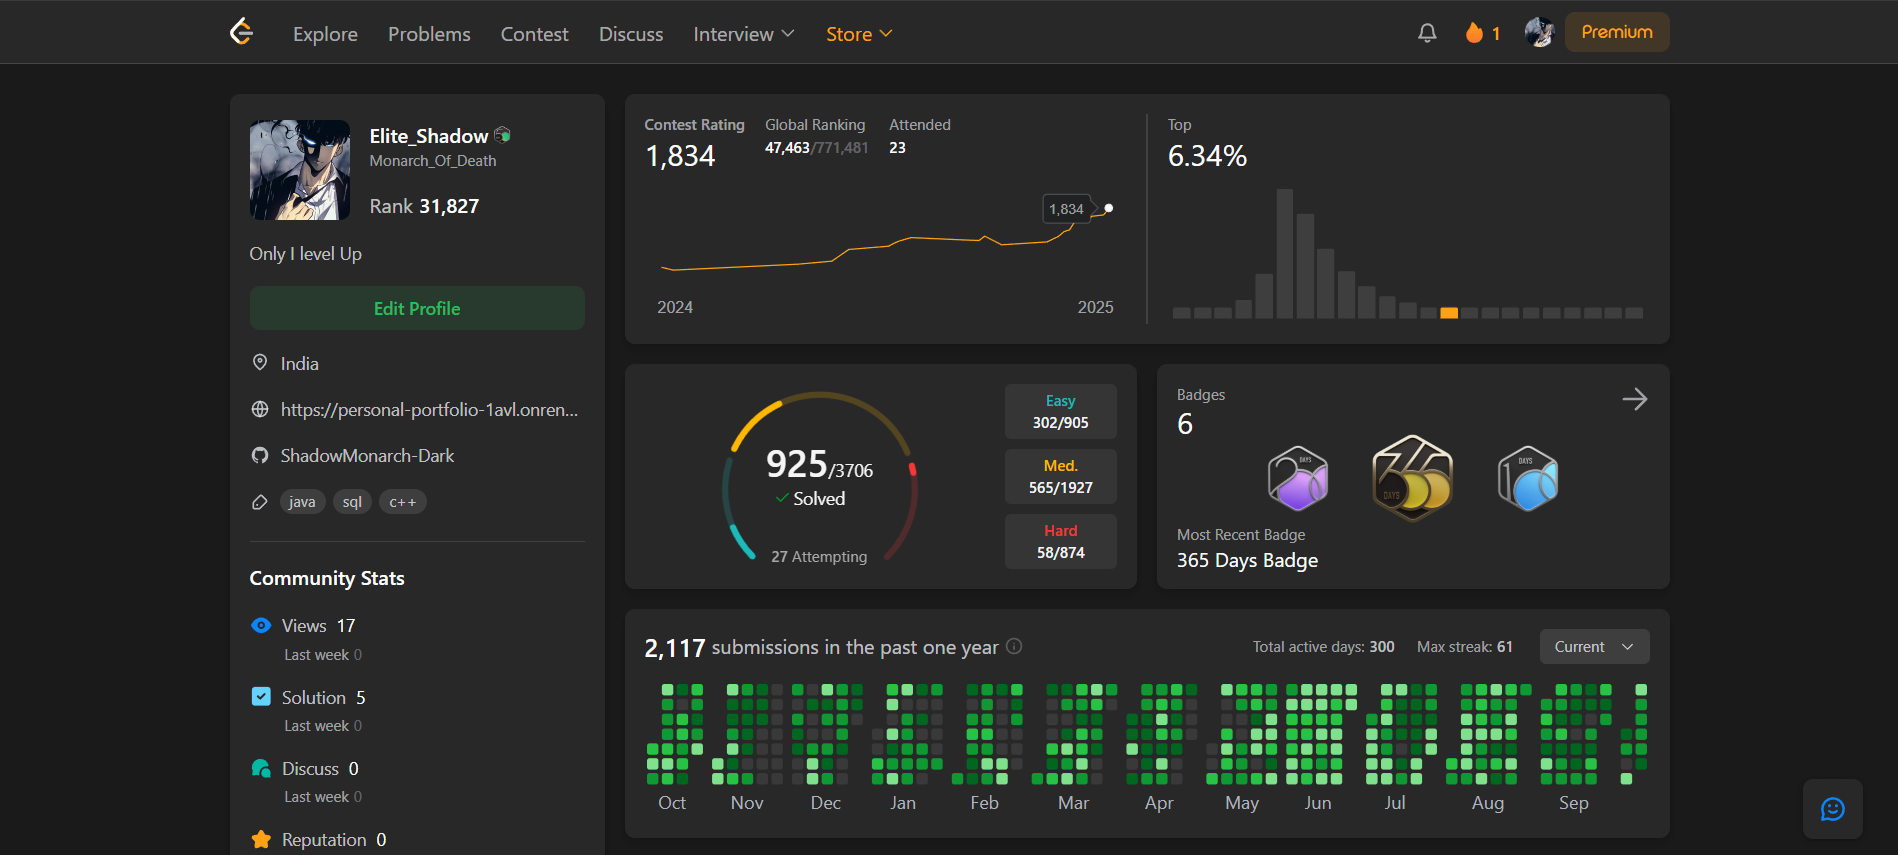 Explore Problems Contest Discuss Interview Store 1 Premium
Elite_Shadow
Monarch_Of_Death
Rank 31,827
Only I level Up
Edit Profile
India
https://personal-portfolio-1avl.onren...
ShadowMonarch-Dark
java sql c++
Community Stats
Views 17
Last week 0
Solution 5
Last week 0
Discuss 0
Last week 0
Reputation 0
Contest Rating Global Ranking Attended
1,834 47,463/771,481 23
1,834
2024 2025
Top
6.34%
925/3706
Solved
27 Attempting
Easy
302/905
Med.
565/1927
Hard
58/874
Badges
6
DAYS
200
365
DAYS
DAYS
100
Most Recent Badge
365 Days Badge
2,117 submissions in the past one year Total active days: 300 Max streak: 61 Current
Oct Nov Dec Jan Feb Mar Apr May Jun Jul Aug Sep